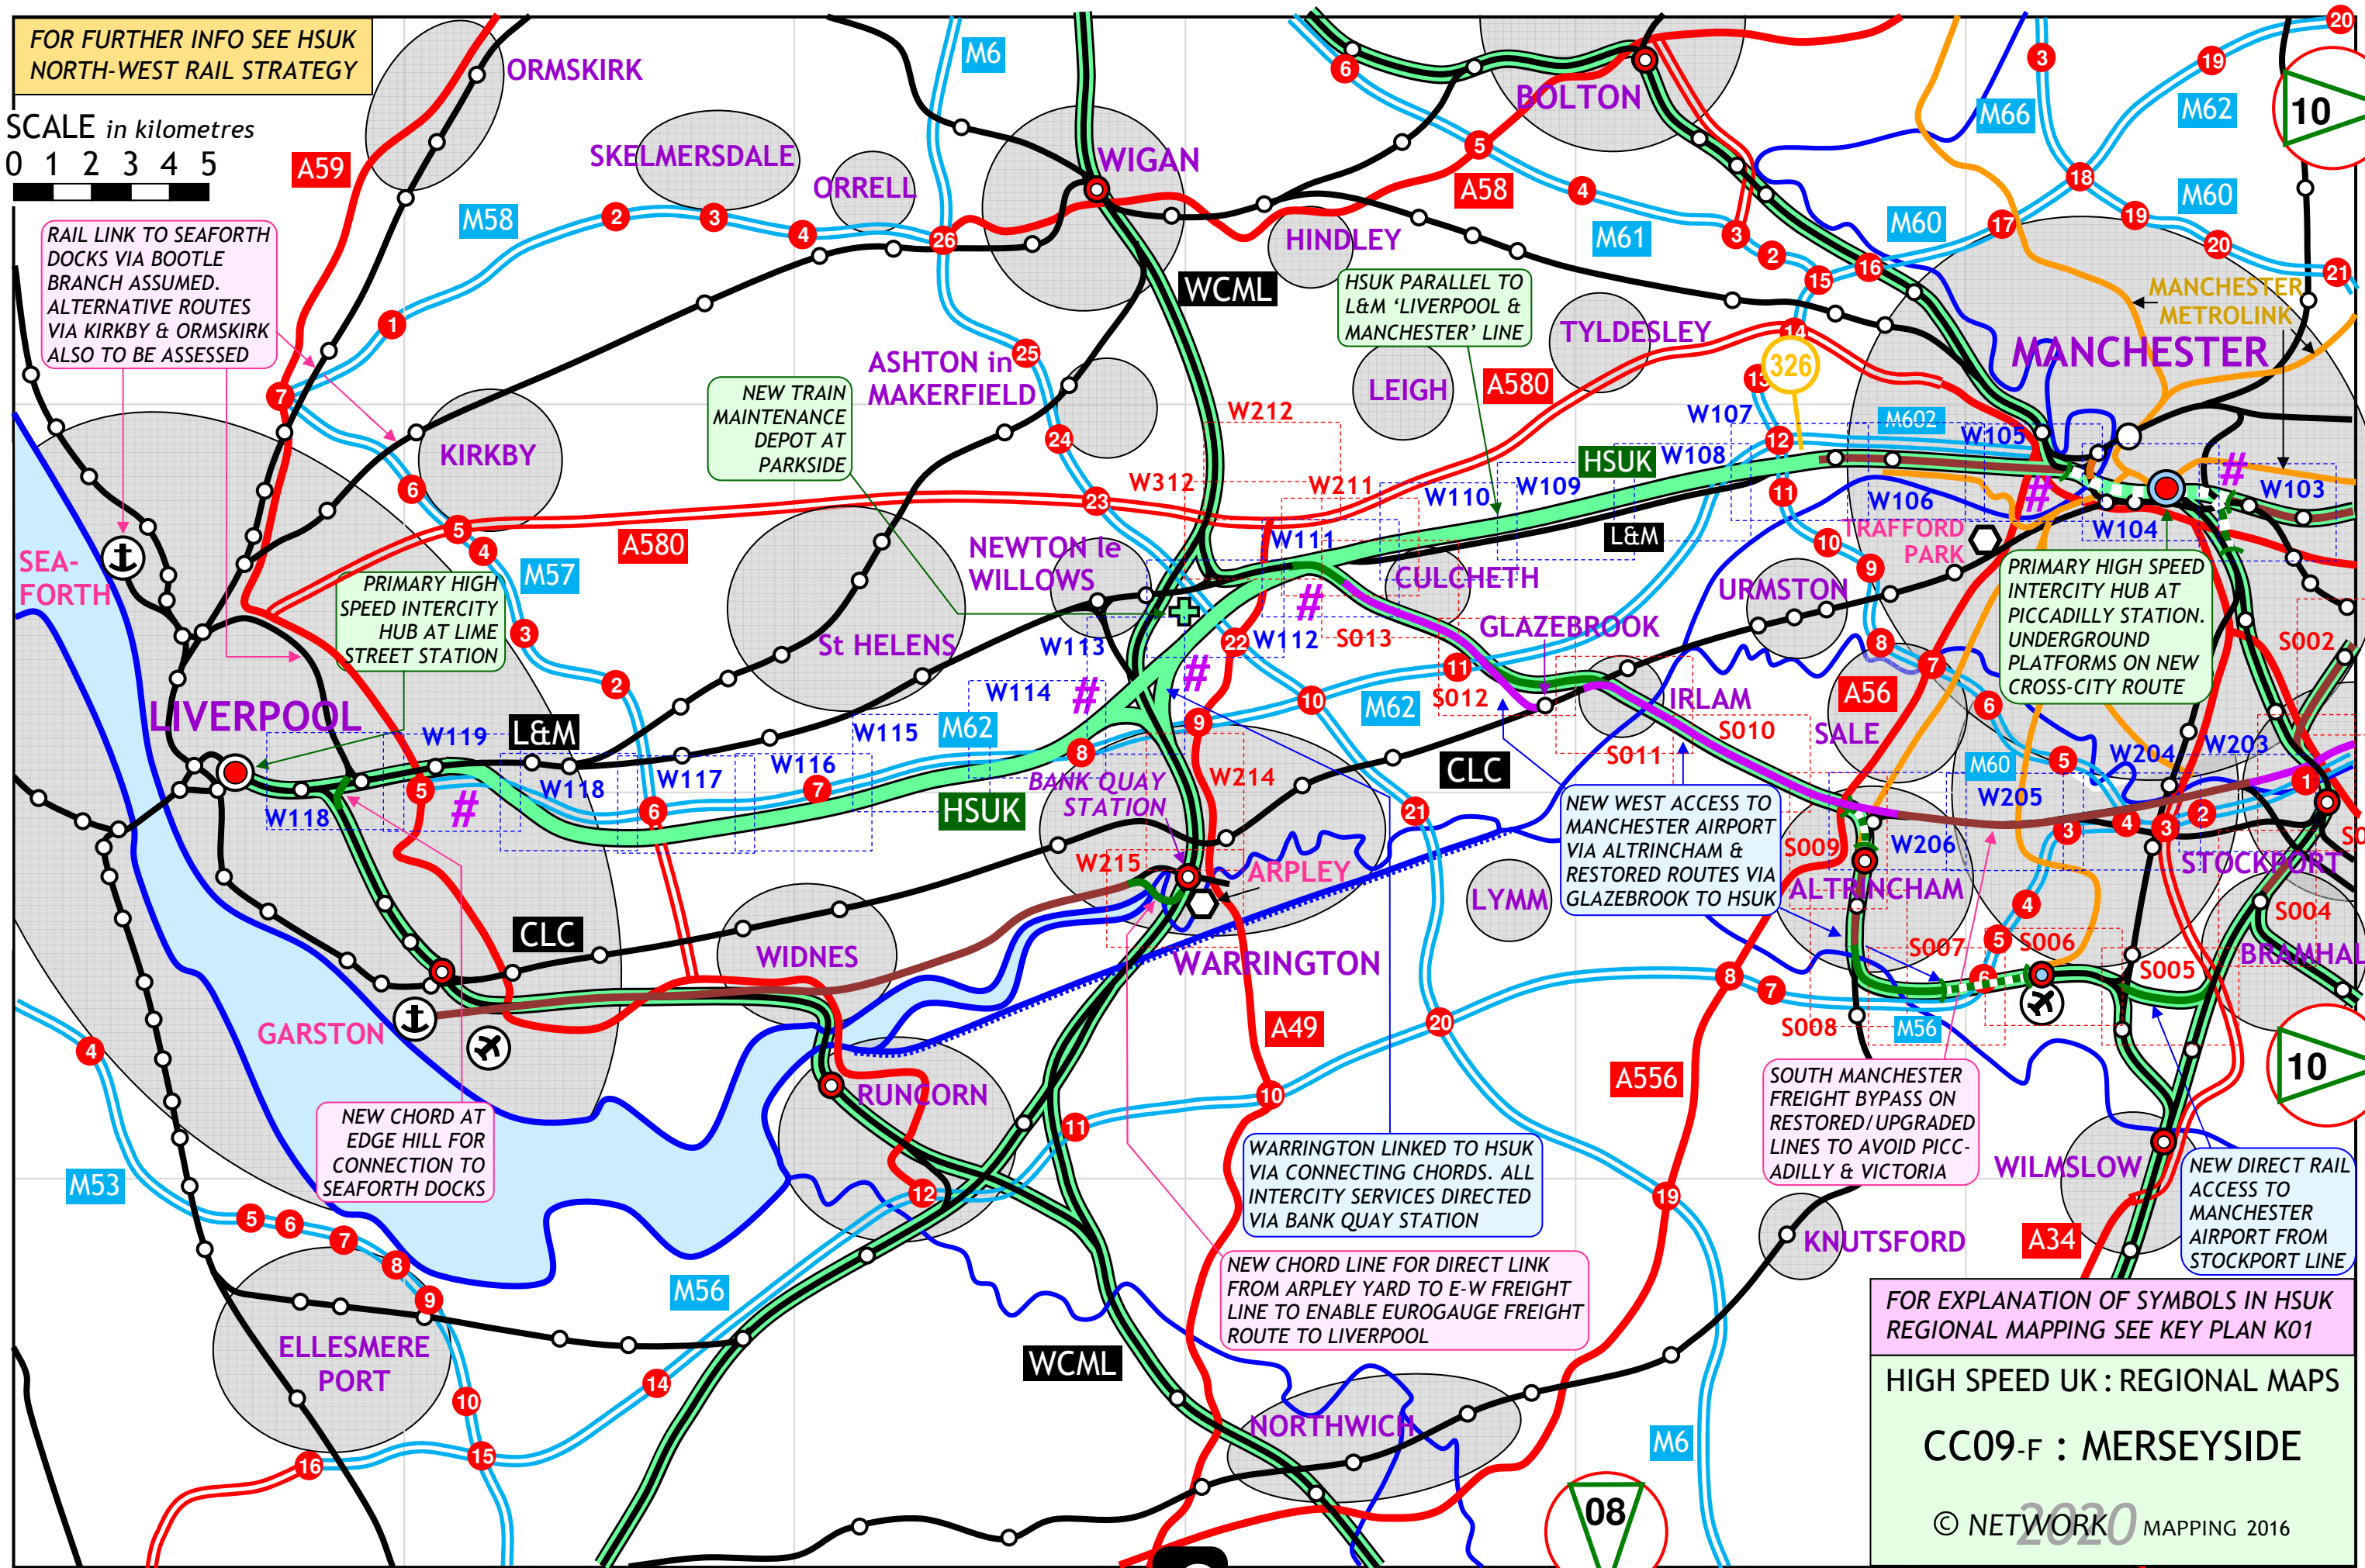 FOR FURTHER INFO SEE HSUK
NORTH-WEST RAIL STRATEGY
SCALE in kilometres
0 1 2 3 4 5
RAIL LINK TO SEAFORTH
DOCKS VIA BOOTLE
BRANCH ASSUMED.
ALTERNATIVE ROUTES
VIA KIRKBY & ORMSKIRK
ALSO TO BE ASSESSED
ORMSKIRK
A59
M58
SKELMERSDALE
ORRELL
M6
WIGAN
WCML
BOLTON
A58
M61
HINDLEY
M66
M62
M60
M60
10
MANCHESTER
METROLINK
MANCHESTER
HSUK PARALLEL TO
L&M ‘LIVERPOOL &
MANCHESTER’ LINE
TYLDESLEY
LEIGH
A580
326
ASHTON in
MAKERFIELD
NEW TRAIN
MAINTENANCE
DEPOT AT
PARKSIDE
KIRKBY
A580
M57
SEA-
FORTH
PRIMARY HIGH
SPEED INTERCITY
HUB AT LIME
STREET STATION
LIVERPOOL
St HELENS
NEWTON le
WILLOWS
W212
W312
W211
W111
W110
W109
HSUK
W108
W107
M602
W105
W106
W104
W103
#
#
L&M
TRAFFORD
PARK
CULCHETH
URMSTON
GLAZEBROOK
#
S013
W112
W113
#
#
W114
W115
M62
M62
S012
S011
S010
IRLAM
SALE
A56
PRIMARY HIGH SPEED
INTERCITY HUB AT
PICCADILLY STATION.
UNDERGROUND
PLATFORMS ON NEW
CROSS-CITY ROUTE
S002
L&M
W119
W118
#
W118
W117
W116
HSUK
BANK QUAY
STATION
W214
W215
ARPLEY
CLC
LYMM
WARRINGTON
NEW WEST ACCESS TO
MANCHESTER AIRPORT
VIA ALTRINCHAM &
RESTORED ROUTES VIA
GLAZEBROOK TO HSUK
M60
W205
W204
W203
W206
S009
ALTRINCHAM
STOCKPORT
S004
S007
S006
S005
BRAMHAL
S008
M56
10
CLC
WIDNES
GARSTON
RUNCORN
A49
A556
NEW CHORD AT
EDGE HILL FOR
CONNECTION TO
SEAFORTH DOCKS
M53
M56
WARRINGTON LINKED TO HSUK
VIA CONNECTING CHORDS. ALL
INTERCITY SERVICES DIRECTED
VIA BANK QUAY STATION
NEW CHORD LINE FOR DIRECT LINK
FROM ARPLEY YARD TO E-W FREIGHT
LINE TO ENABLE EUROGAUGE FREIGHT
ROUTE TO LIVERPOOL
SOUTH MANCHESTER
FREIGHT BYPASS ON
RESTORED/UPGRADED
LINES TO AVOID PICC-
ADILLY & VICTORIA
WILMSLOW
NEW DIRECT RAIL
ACCESS TO
MANCHESTER
AIRPORT FROM
STOCKPORT LINE
A34
KNUTSFORD
ELLESMERE
PORT
WCML
NORTHWICH
M6
08
FOR EXPLANATION OF SYMBOLS IN HSUK
REGIONAL MAPPING SEE KEY PLAN K01
HIGH SPEED UK : REGIONAL MAPS
CC09-F : MERSEYSIDE
© NETWORK 2020 MAPPING 2016